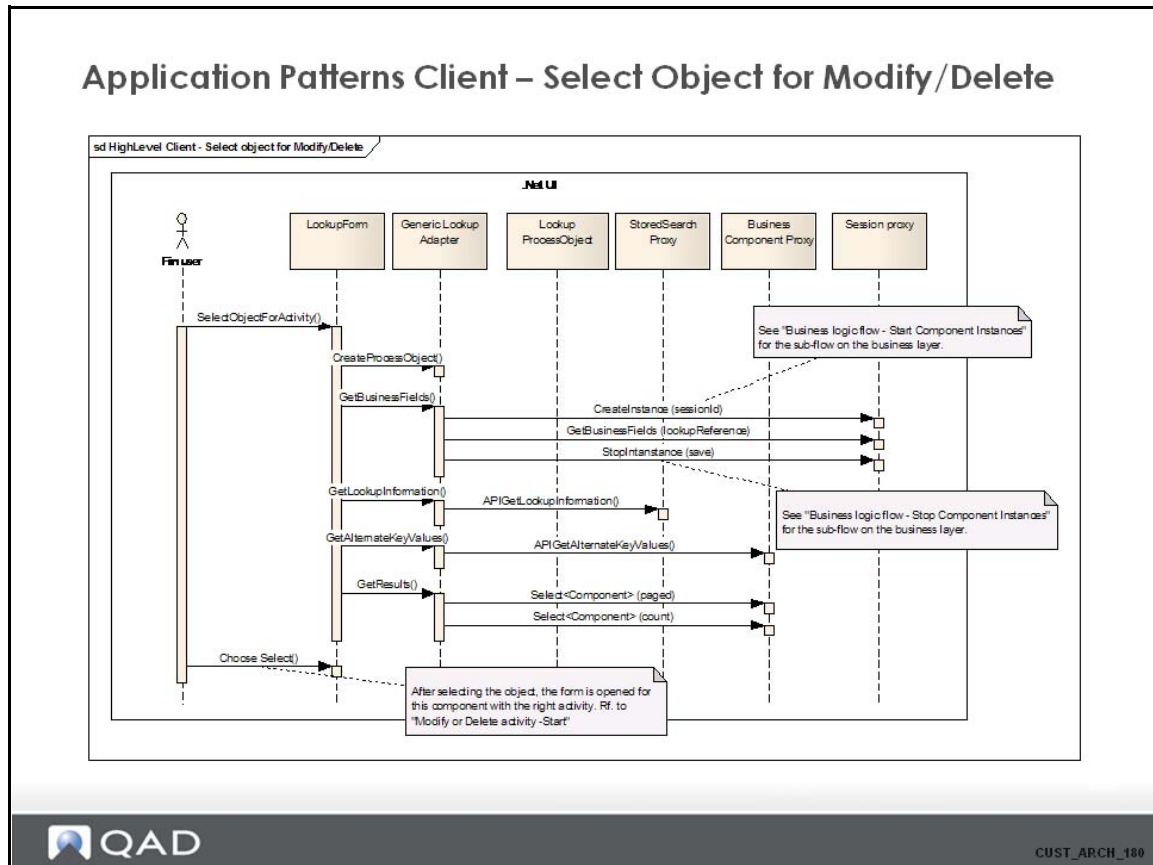 Application Patterns Client – Select Object for Modify/Delete
sd HighLevel Client - Select object for Modify/Delete
.Net UI
Fin user
LookupForm
Generic Lookup
Adapter
Lookup
ProcessObject
StoredSearch
Proxy
Business
Component Proxy
Session proxy
SelectObjectForActivity()
See "Business logic flow - Start Component Instances"
for the sub-flow on the business layer.
CreateProcessObject()
GetBusinessFields()
CreateInstance (sessionId)
GetBusinessFields (lookupReference)
StopIntanstance (save)
GetLookupInformation()
APIGetLookupInformation()
See "Business logic flow - Stop Component Instances"
for the sub-flow on the business layer.
GetAlternateKeyValues()
APIGetAlternateKeyValues()
GetResults()
Select<Component> (paged)
Select<Component> (count)
Choose Select()
After selecting the object, the form is opened for
this component with the right activity. Rf. to
"Modify or Delete activity -Start"
QAD
CUST_ARCH_180